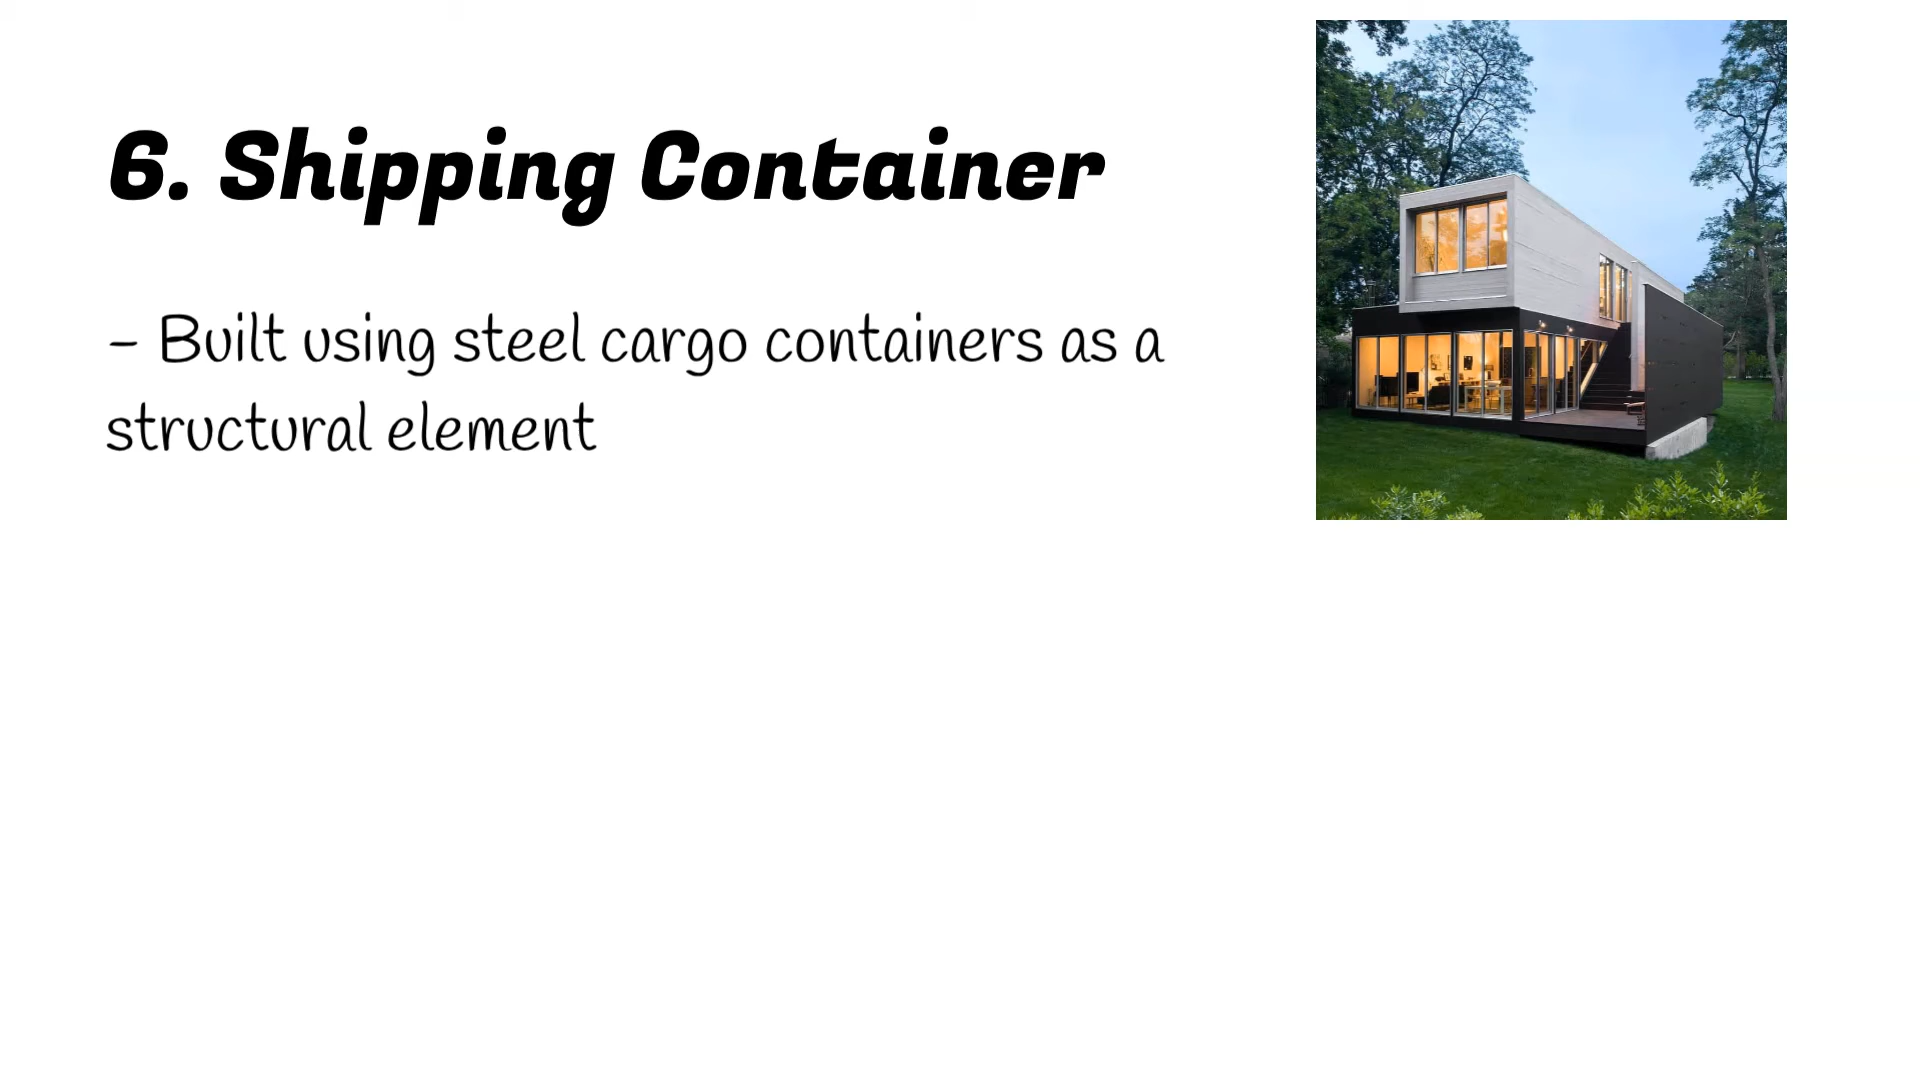 6. Shipping Container
- Built using steel cargo containers as a
structural element